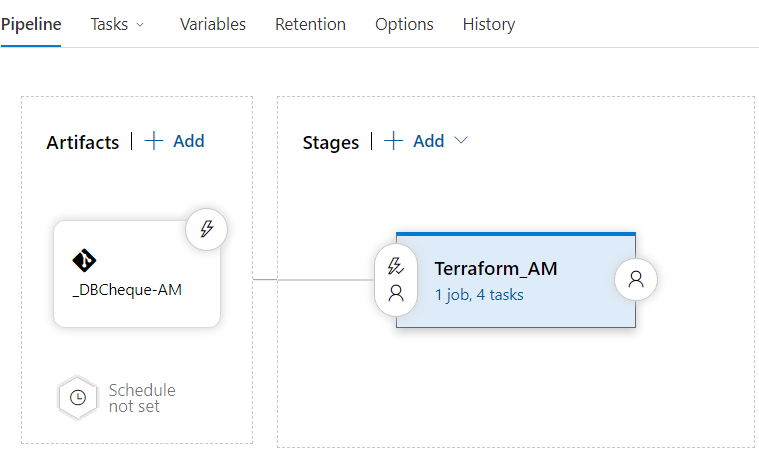 Pipeline Tasks Variables Retention Options History
Artifacts Add
Stages Add
_DBCheque-AM
Terraform_AM
1 job, 4 tasks
Schedule
not set